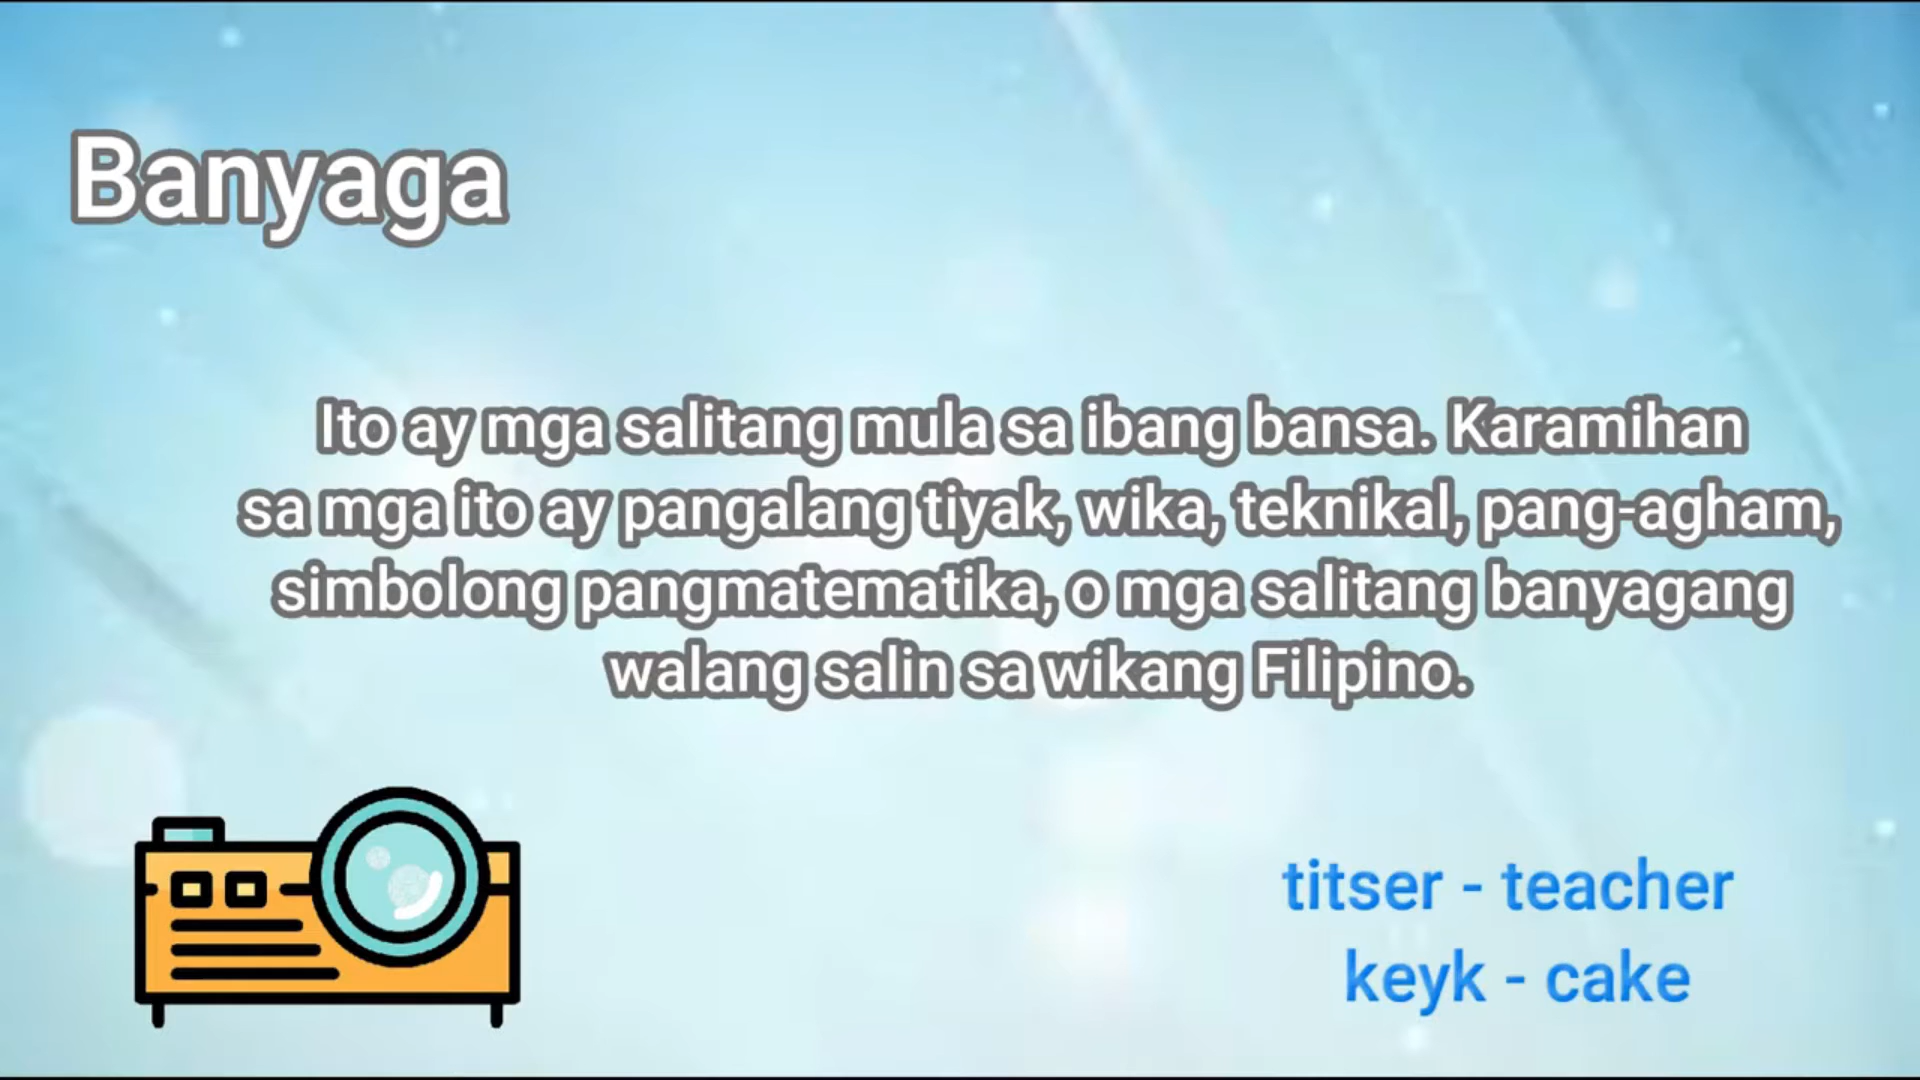 Banyaga
Ito ay mga salitang mula sa ibang bansa. Karamihan
sa mga ito ay pangalang tiyak, wika, teknikal, pang-agham,
simbolong pangmatematika, o mga salitang banyagang
walang salin sa wikang Filipino.
titser - teacher
keyk - cake